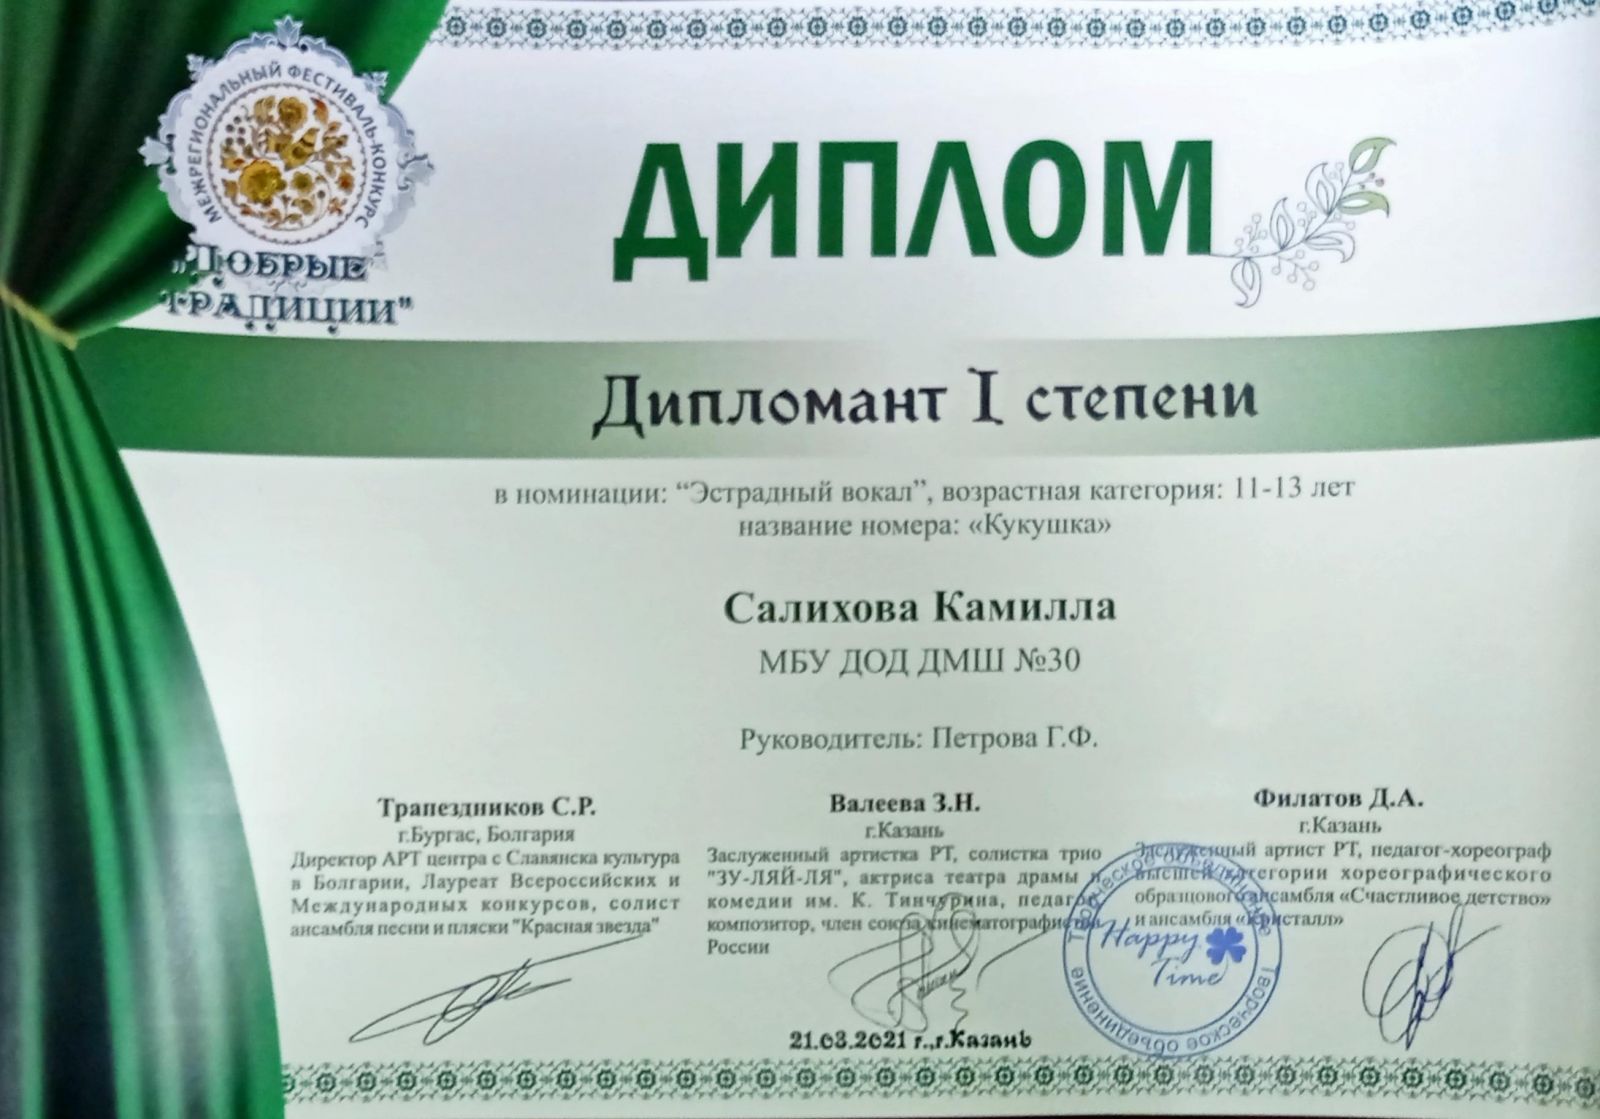 МЕЖРЕГИОНАЛЬНЫЙ ФЕСТИВАЛЬ-КОНКУРС
„ДОБРЫЕ
ТРАДИЦИИ"
ДИПЛОМ
Дипломант I степени
в номинации: “Эстрадный вокал”, возрастная категория: 11-13 лет
название номера: «Кукушка»
Салихова Камилла
МБУ ДОД ДМШ №30
Руководитель: Петрова Г.Ф.
Трапездников С.Р.
г.Бургас, Болгария
Директор АРТ центра с Славянска культура
в Болгарии, Лауреат Всероссийских и
Международных конкурсов, солист
ансамбля песни и пляски "Красная звезда"
Валеева З.Н.
г.Казань
Заслуженный артистка РТ, солистка трио
"ЗУ-ЛЯЙ-ЛЯ", актриса театра драмы и
комедии им. К. Тинчурина, педагог
композитор, член союза кинематографистов
России
Филатов Д.А.
г.Казань
Заслуженный артист РТ, педагог-хореограф
высшей категории хореографического
образцового ансамбля «Счастливое детство»
и ансамбля «Кристалл»
Творческое объединение
Творческое объединение
Happy
Time
21.03.2021 г.,г.Казань